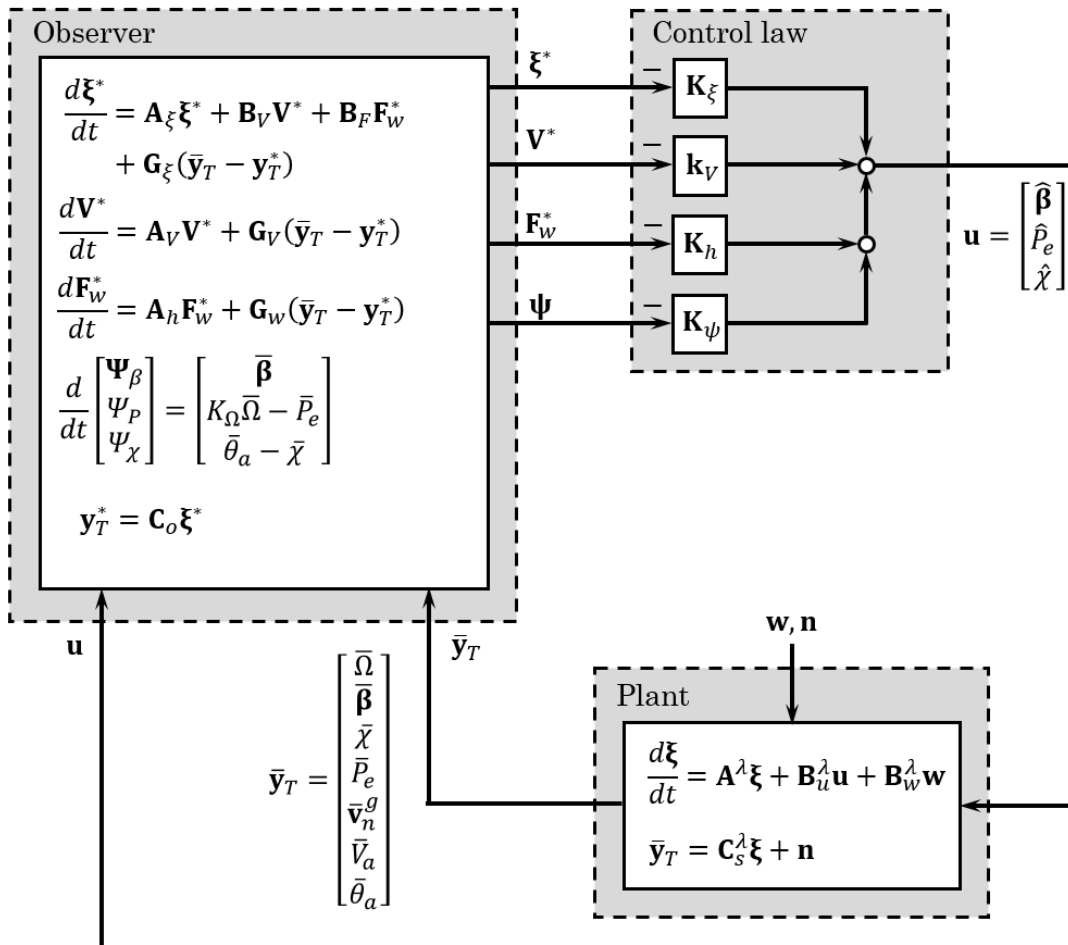 Observer
dξ*/dt = A_ξ ξ* + B_V V* + B_F F_w*
+ G_ξ(ȳ_T − y_T*)
dV*/dt = A_V V* + G_V(ȳ_T − y_T*)
dF_w*/dt = A_h F_w* + G_w(ȳ_T − y_T*)
d/dt [Ψ_β; Ψ_P; Ψ_χ] = [β̄; K_Ω Ω̄ − P̄_e; θ̄_a − χ̄]
y_T* = C_o ξ*
ξ*
V*
F_w*
ψ
Control law
− K_ξ
− k_V
− K_h
− K_ψ
u = [β̂; P̂_e; χ̂]
u
ȳ_T
ȳ_T = [Ω̄; β̄; χ̄; P̄_e; v̄_n^g; V̄_a; θ̄_a]
w, n
Plant
dξ/dt = A^λ ξ + B_u^λ u + B_w^λ w
ȳ_T = C_s^λ ξ + n